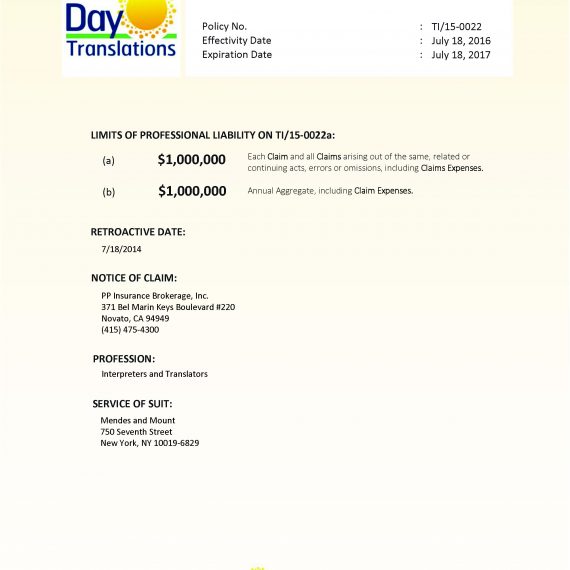 Day
Translations
Policy No. : TI/15-0022
Effectivity Date : July 18, 2016
Expiration Date : July 18, 2017
LIMITS OF PROFESSIONAL LIABILITY ON TI/15-0022a:
(a) $1,000,000 Each Claim and all Claims arising out of the same, related or
continuing acts, errors or omissions, including Claims Expenses.
(b) $1,000,000 Annual Aggregate, including Claim Expenses.
RETROACTIVE DATE:
7/18/2014
NOTICE OF CLAIM:
PP Insurance Brokerage, Inc.
371 Bel Marin Keys Boulevard #220
Novato, CA 94949
(415) 475-4300
PROFESSION:
Interpreters and Translators
SERVICE OF SUIT:
Mendes and Mount
750 Seventh Street
New York, NY 10019-6829